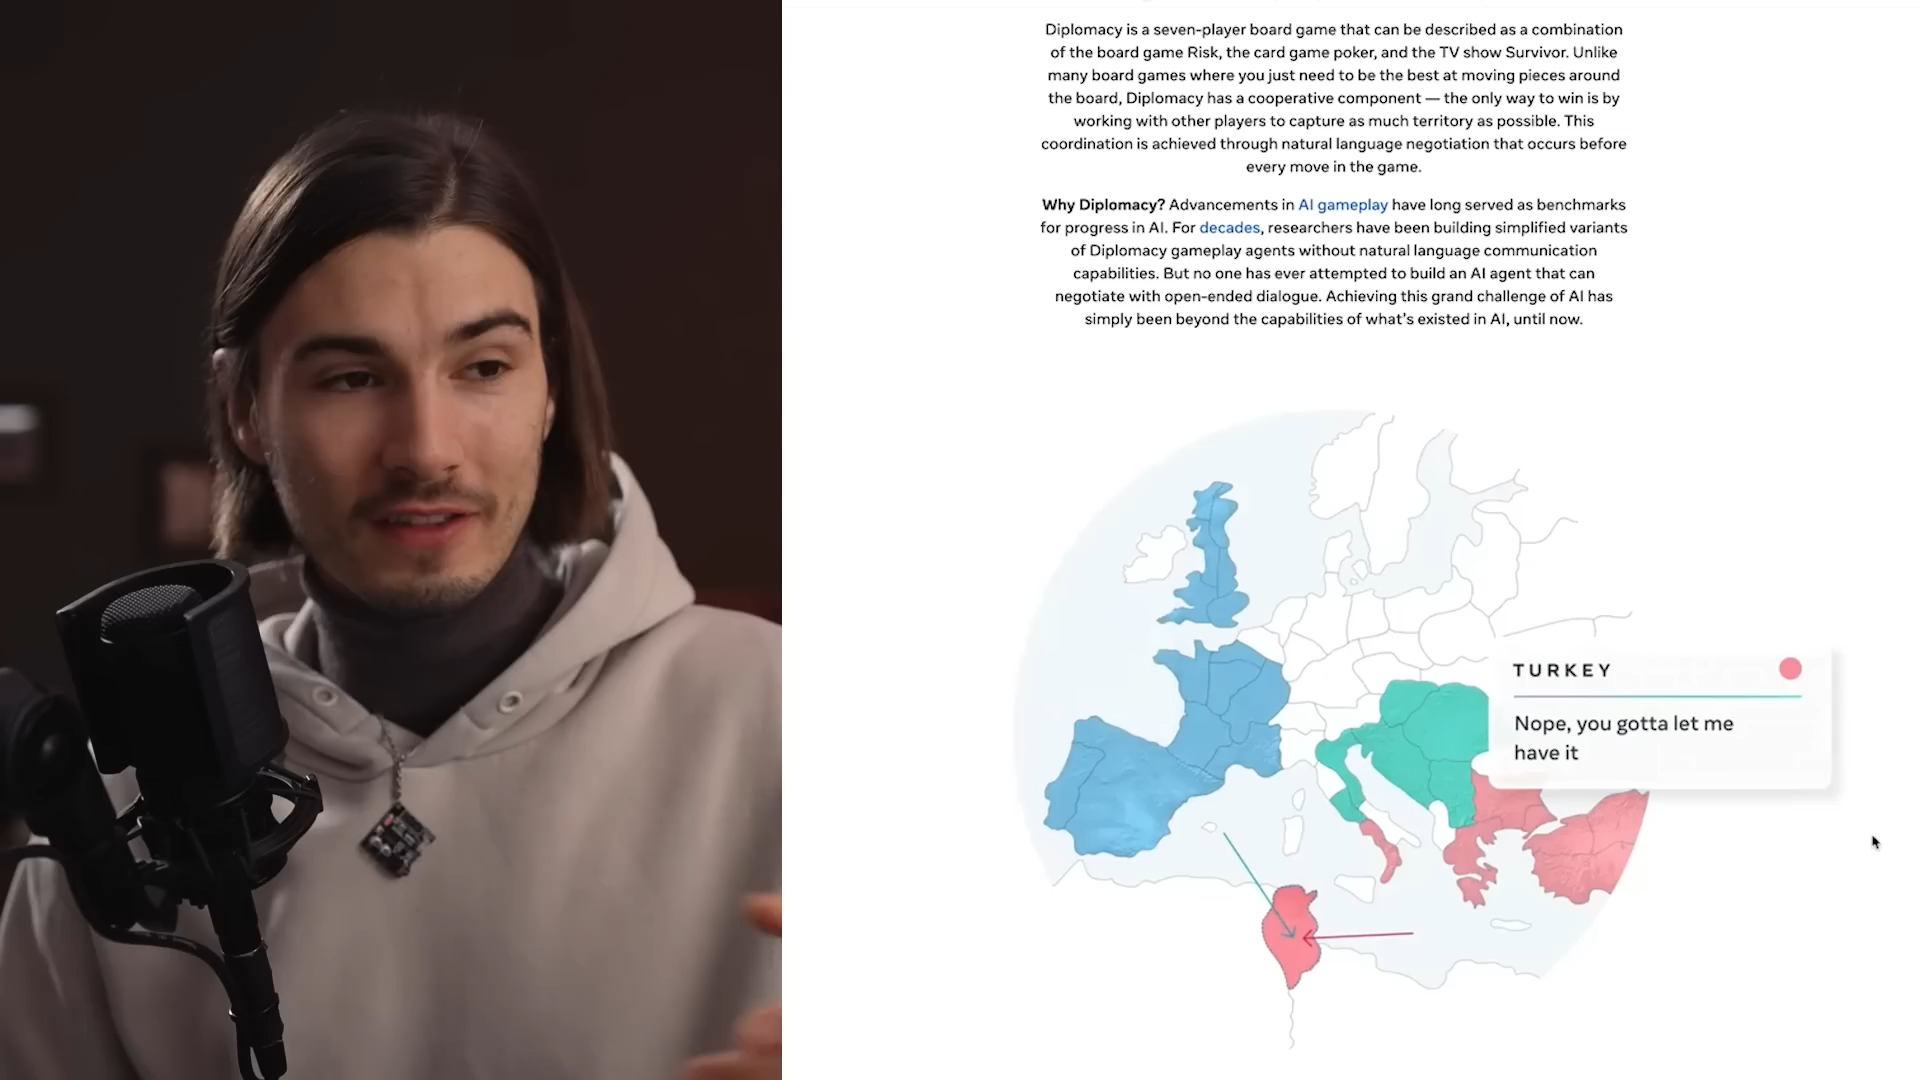 Diplomacy is a seven-player board game that can be described as a combination
of the board game Risk, the card game poker, and the TV show Survivor. Unlike
many board games where you just need to be the best at moving pieces around
the board, Diplomacy has a cooperative component — the only way to win is by
working with other players to capture as much territory as possible. This
coordination is achieved through natural language negotiation that occurs before
every move in the game.
Why Diplomacy? Advancements in AI gameplay have long served as benchmarks
for progress in AI. For decades, researchers have been building simplified variants
of Diplomacy gameplay agents without natural language communication
capabilities. But no one has ever attempted to build an AI agent that can
negotiate with open-ended dialogue. Achieving this grand challenge of AI has
simply been beyond the capabilities of what’s existed in AI, until now.
TURKEY
Nope, you gotta let me
have it